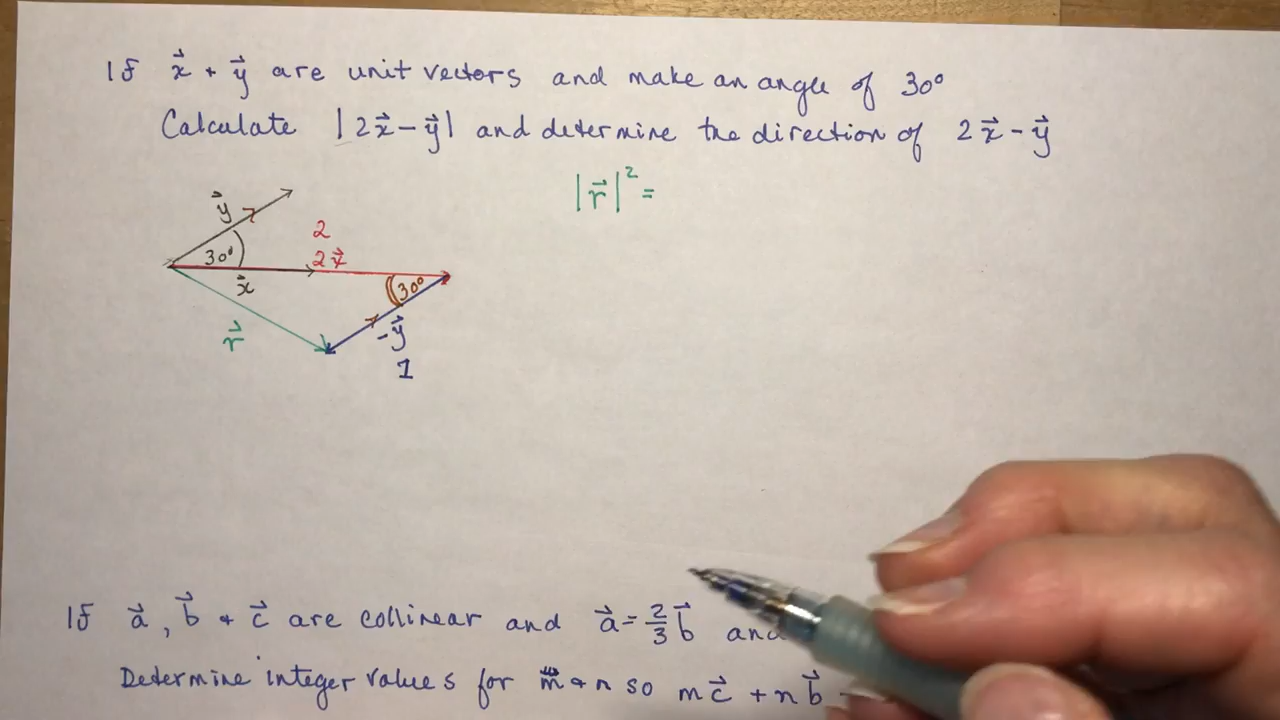 If x⃗ + y⃗ are unit vectors and make an angle of 30°
Calculate |2x⃗ - y⃗| and determine the direction of 2x⃗ - y⃗
|r⃗|² =
y⃗
30°
2
2x⃗
x⃗
30°
r⃗
-y⃗
1
If a⃗, b⃗ + c⃗ are collinear and a⃗ = 2/3 b⃗ and
Determine integer values for m + n so mc⃗ + nb⃗